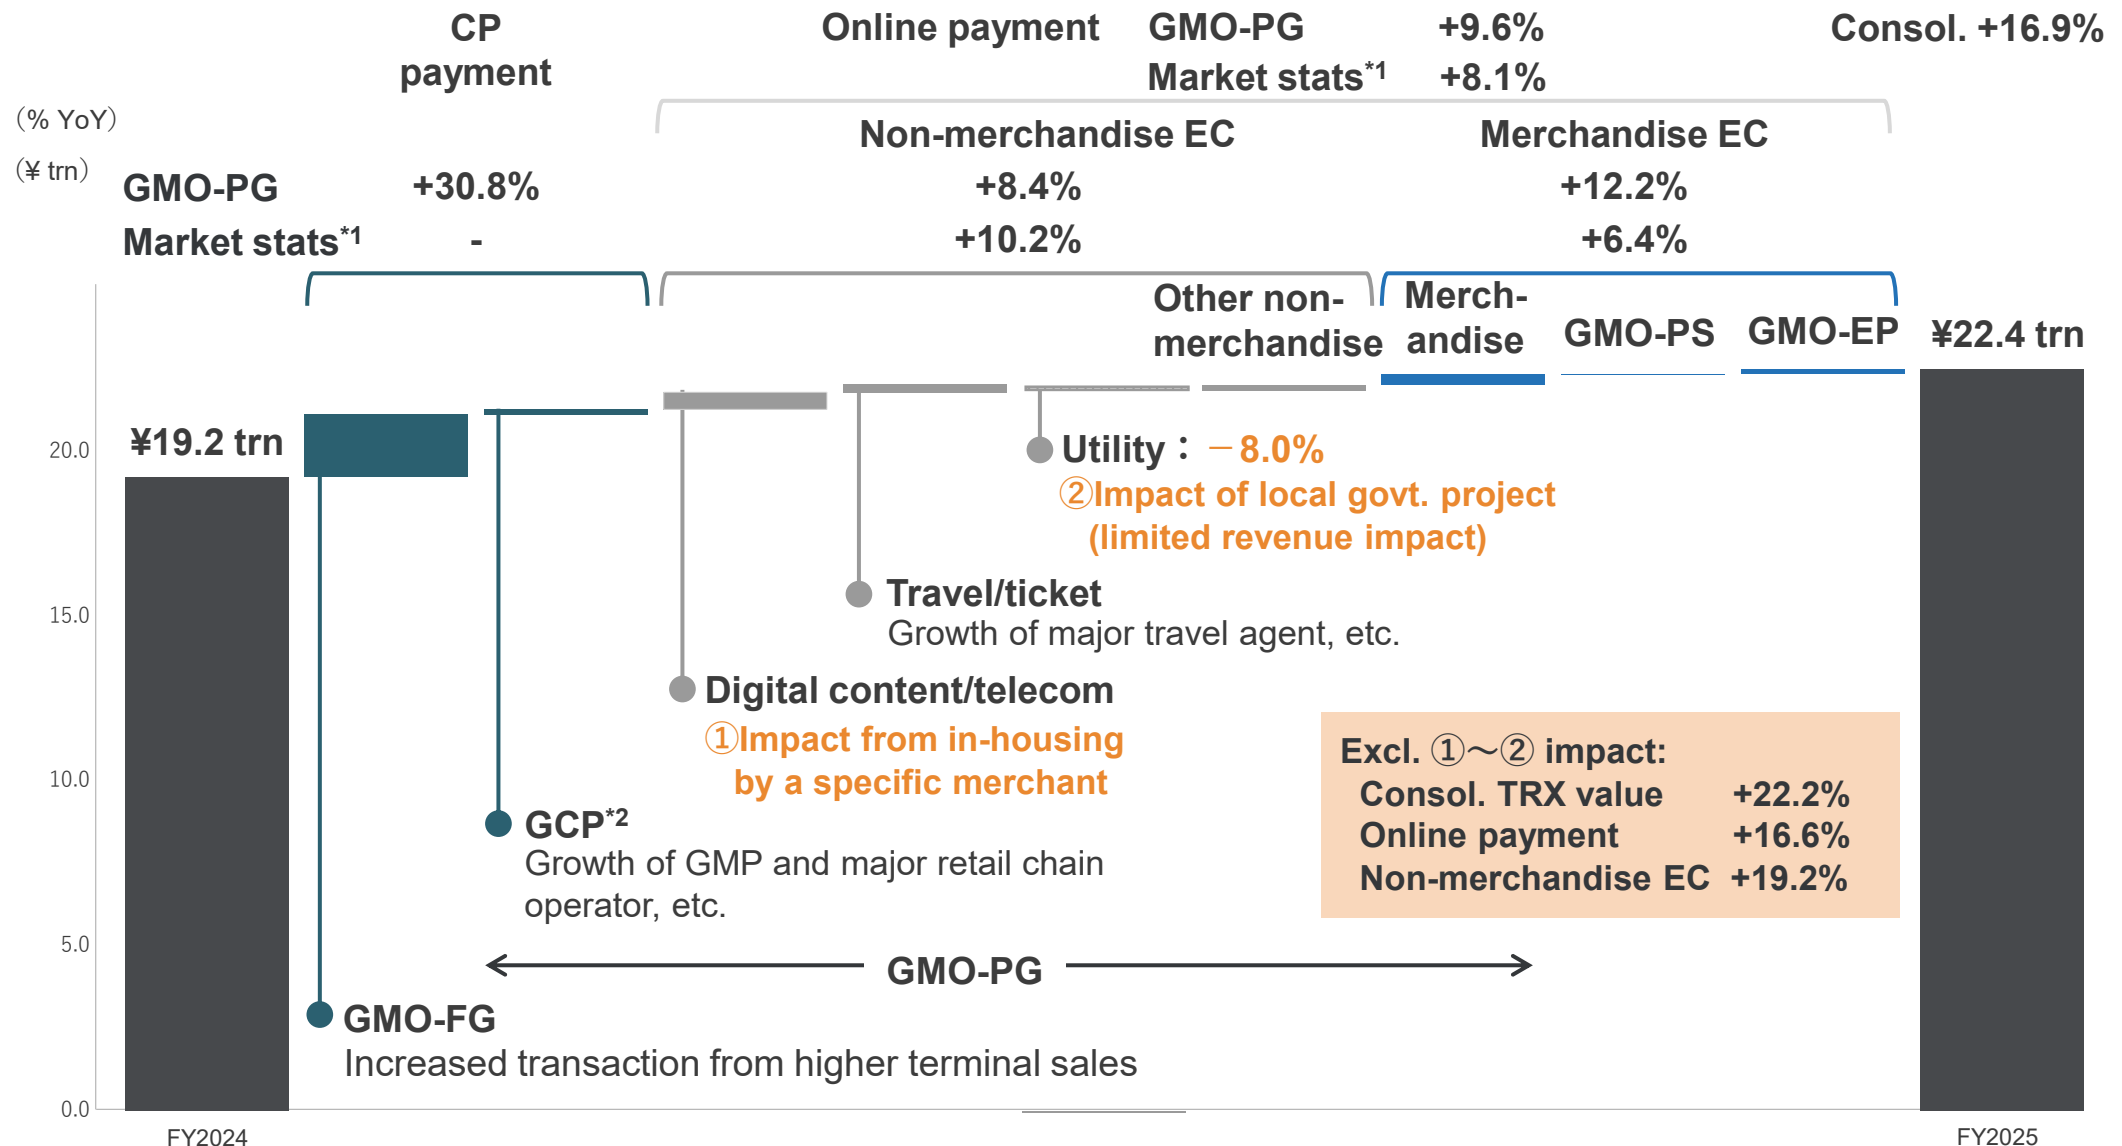 CP
payment
Online payment GMO-PG +9.6%
Market stats*1 +8.1%
Consol. +16.9%
（% YoY）
（¥ trn）
Non-merchandise EC
Merchandise EC
GMO-PG +30.8% +8.4% +12.2%
Market stats*1 - +10.2% +6.4%
Other non-
merchandise
Merch-
andise
GMO-PS
GMO-EP
¥22.4 trn
¥19.2 trn
20.0
15.0
10.0
5.0
0.0
Utility：－8.0%
②Impact of local govt. project
(limited revenue impact)
Travel/ticket
Growth of major travel agent, etc.
Digital content/telecom
①Impact from in-housing
by a specific merchant
Excl. ①～② impact:
Consol. TRX value +22.2%
Online payment +16.6%
Non-merchandise EC +19.2%
GCP*2
Growth of GMP and major retail chain
operator, etc.
GMO-PG
GMO-FG
Increased transaction from higher terminal sales
FY2024
FY2025